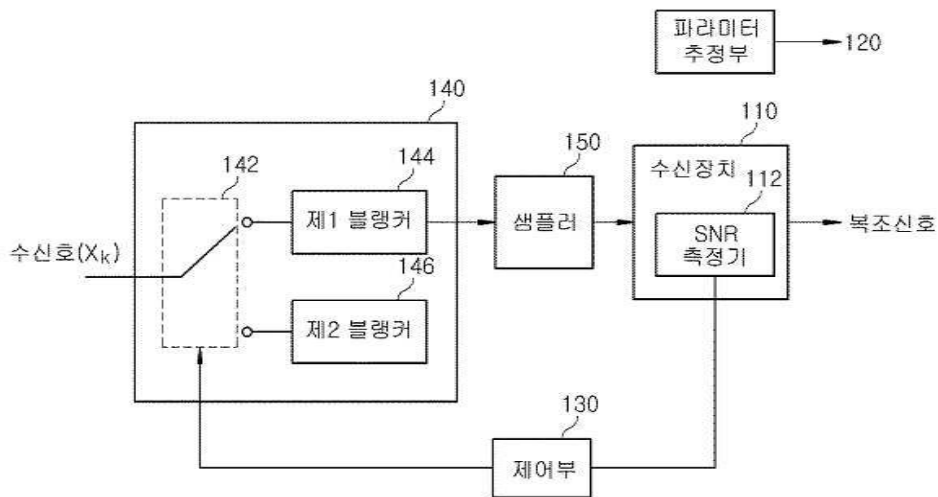 파라미터
추정부
120
140
110
150
142
144
수신장치
112
제1 블랭커
샘플러
SNR
측정기
복조신호
수신호(Xk)
146
제2 블랭커
130
제어부